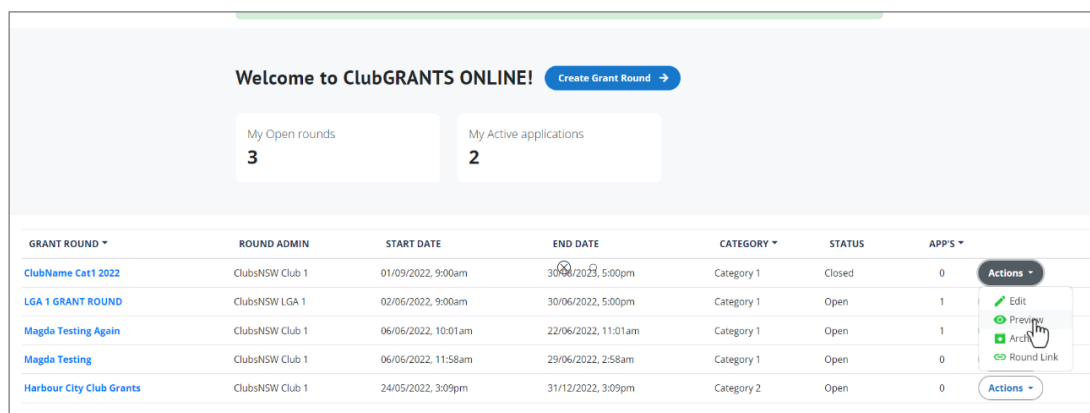 Welcome to ClubGRANTS ONLINE! Create Grant Round →
My Open rounds My Active applications
3 2
GRANT ROUND ROUND ADMIN START DATE END DATE CATEGORY STATUS APP'S
ClubName Cat1 2022 ClubsNSW Club 1 01/09/2022, 9:00am 5:00pm Category 1 Closed 0 Actions
LGA 1 GRANT ROUND ClubsNSW LGA 1 02/06/2022, 9:00am 30/06/2022, 5:00pm Category 1 Open 1 Edit
Magda Testing Again ClubsNSW Club 1 06/06/2022, 10:01am 22/06/2022, 11:01am Category 1 Open 1 Preview
Magda Testing ClubsNSW Club 1 06/06/2022, 11:58am 29/06/2022, 2:58am Category 1 Open 0 Round Link
Harbour City Club Grants ClubsNSW Club 1 24/05/2022, 3:09pm 31/12/2022, 3:09pm Category 2 Open 0 Actions